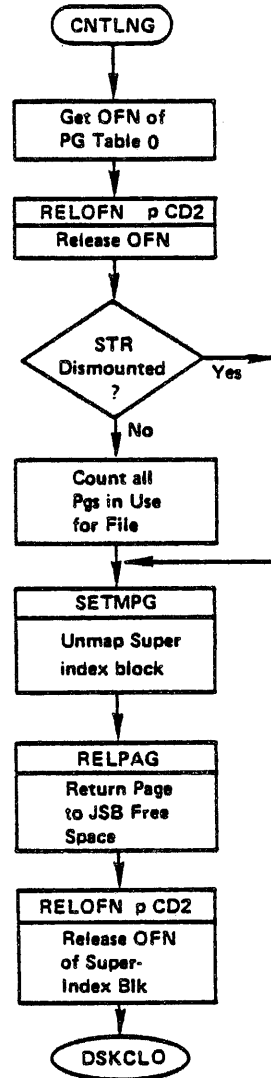 CNTLNG
Get OFN of
PG Table 0
RELOFN p CD2
Release OFN
STR
Dismounted
?
Yes
No
Count all
Pgs in Use
for File
SETMPG
Unmap Super
index block
RELPAG
Return Page
to JSB Free
Space
RELOFN p CD2
Release OFN
of Super-
Index Blk
DSKCLO